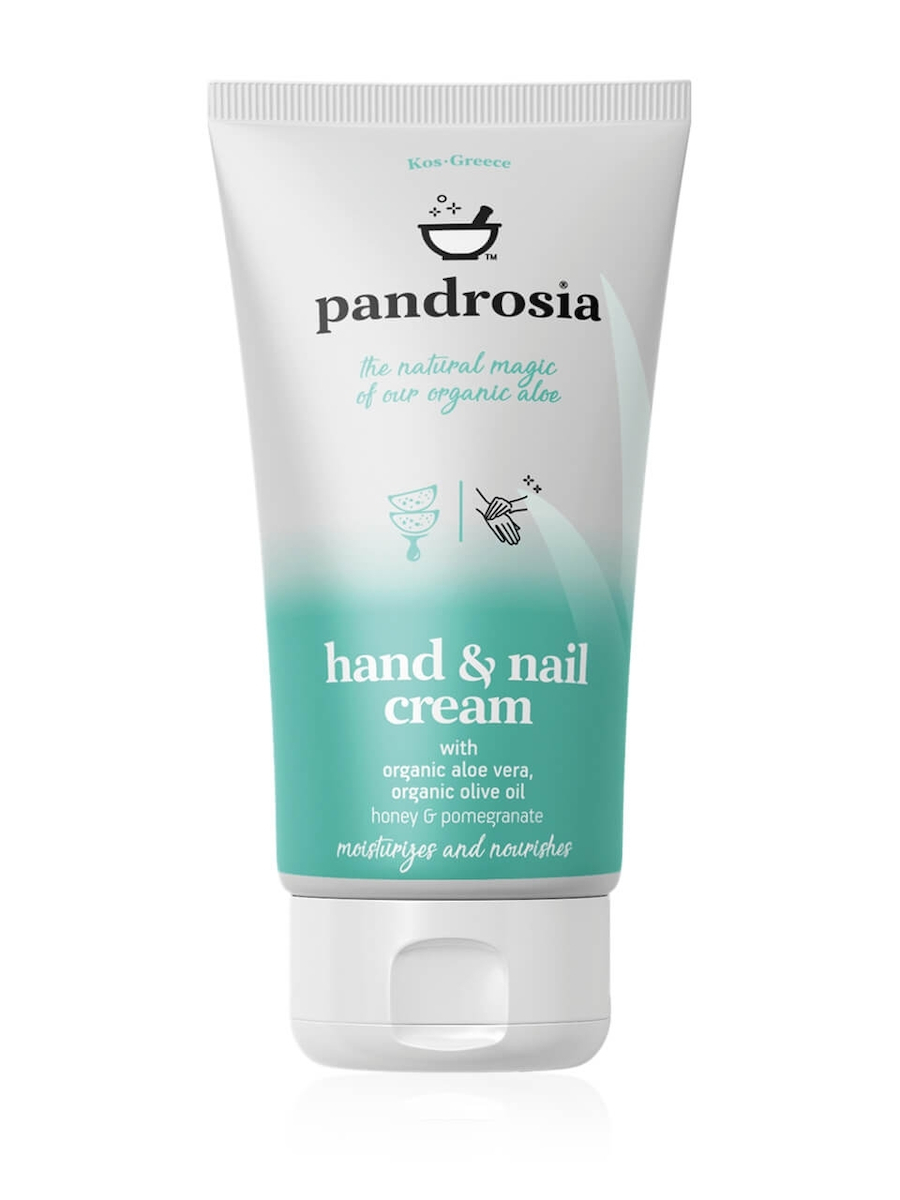 Kos·Greece
TM
pandrosia®
the natural magic
of our organic aloe
hand & nail
cream
with
organic aloe vera,
organic olive oil
honey & pomegranate
moisturizes and nourishes